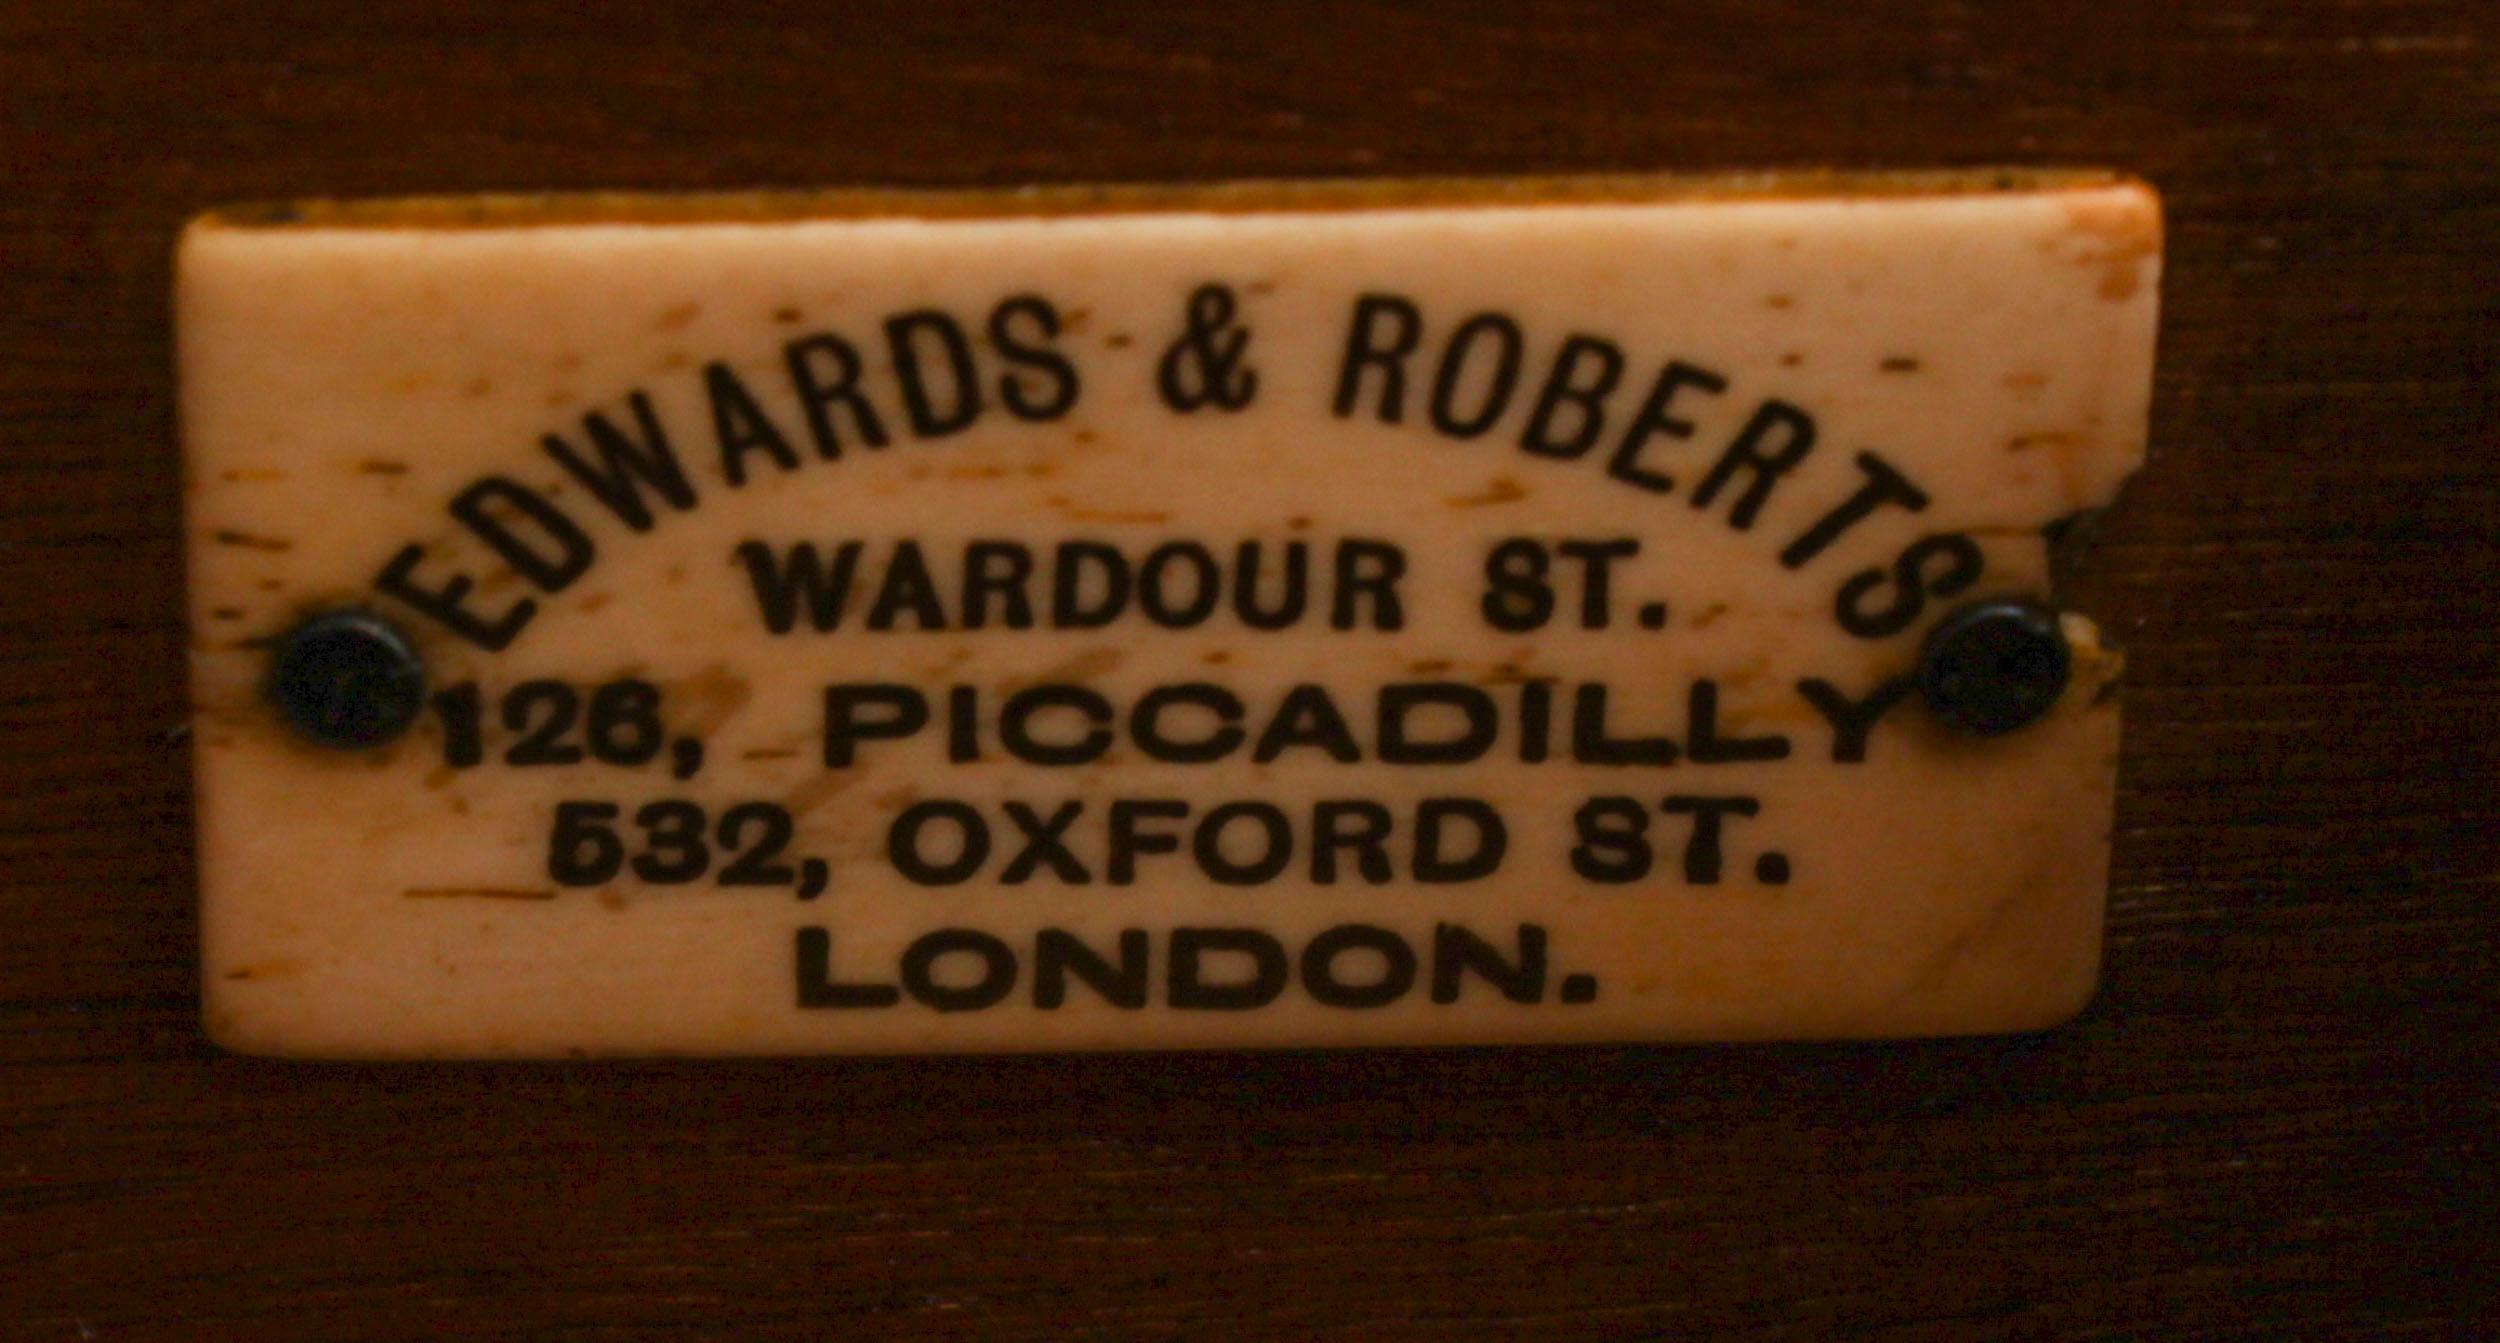 EDWARDS & ROBERTS
WARDOUR ST.
126, PICCADILLY
532, OXFORD ST.
LONDON.